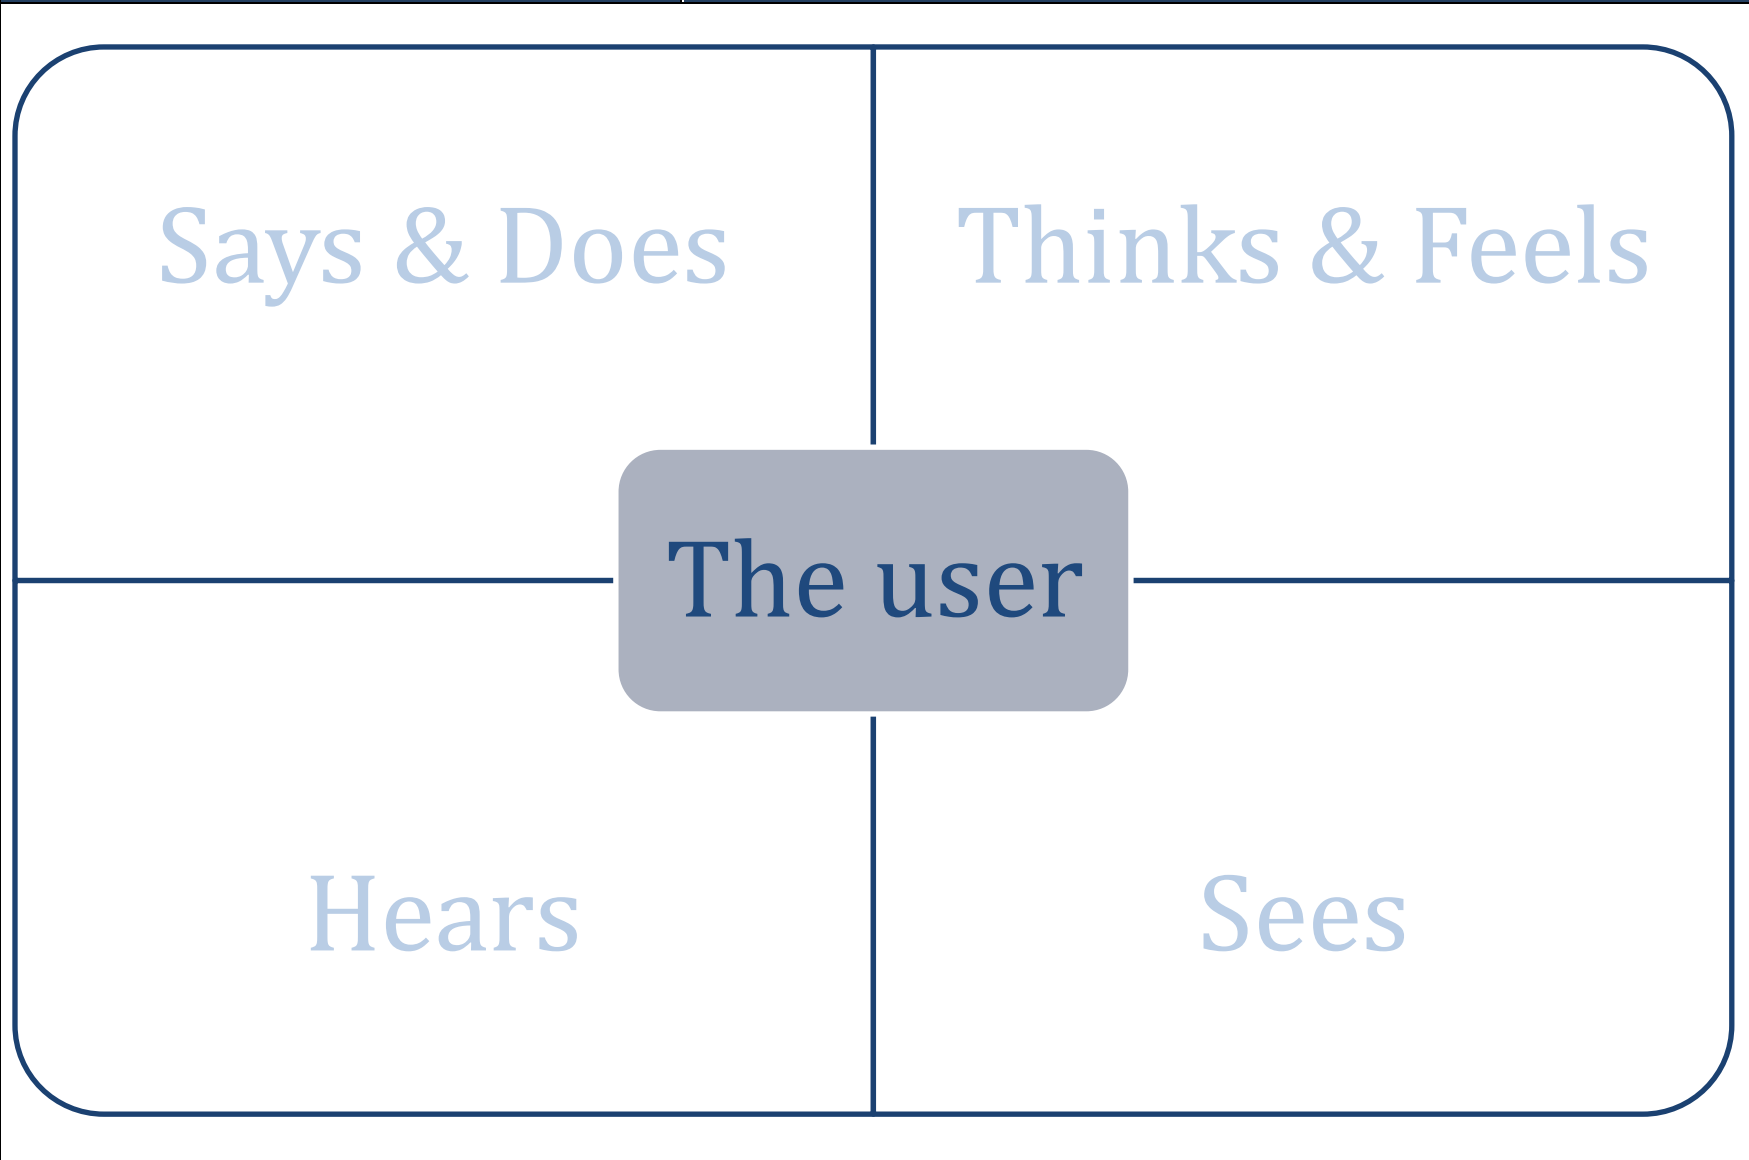 Says & Does
Thinks & Feels
The user
Hears
Sees